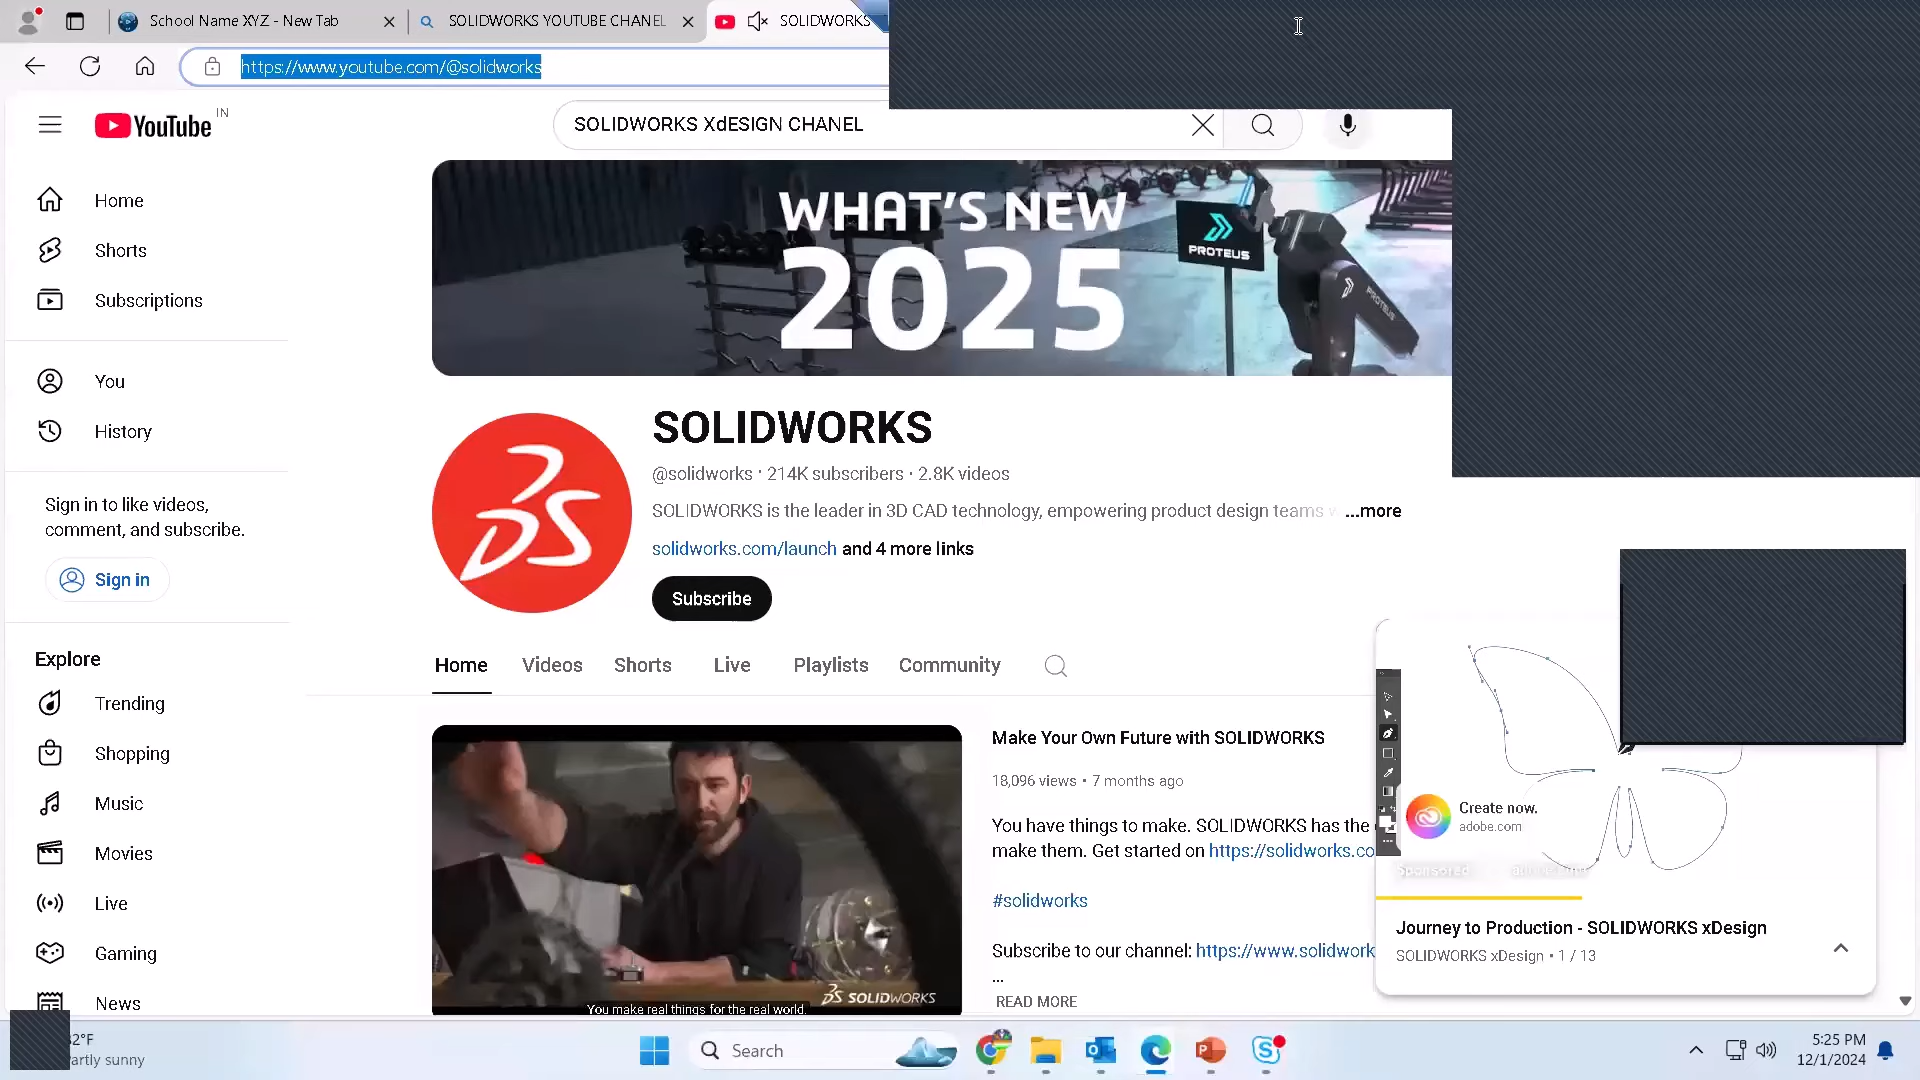 School Name XYZ - New Tab
SOLIDWORKS YOUTUBE CHANEL
SOLIDWORKS
https://www.youtube.com/@solidworks
YouTube IN
SOLIDWORKS XdESIGN CHANEL
WHAT'S NEW
2025
PROTEUS
PROTEUS
Home
Shorts
Subscriptions
You
History
Sign in to like videos,
comment, and subscribe.
Sign in
Explore
Trending
Shopping
Music
Movies
Live
Gaming
News
SOLIDWORKS
@solidworks • 214K subscribers • 2.8K videos
SOLIDWORKS is the leader in 3D CAD technology, empowering product design teams ...more
solidworks.com/launch and 4 more links
Subscribe
Home Videos Shorts Live Playlists Community
You make real things for the real world.
SOLIDWORKS
Make Your Own Future with SOLIDWORKS
18,096 views • 7 months ago
You have things to make. SOLIDWORKS has the
make them. Get started on https://solidworks.co
#solidworks
Subscribe to our channel: https://www.solidwork
...
READ MORE
Create now.
adobe.com
Sponsored
Journey to Production - SOLIDWORKS xDesign
SOLIDWORKS xDesign • 1 / 13
artly sunny
Search
5:25 PM
12/1/2024